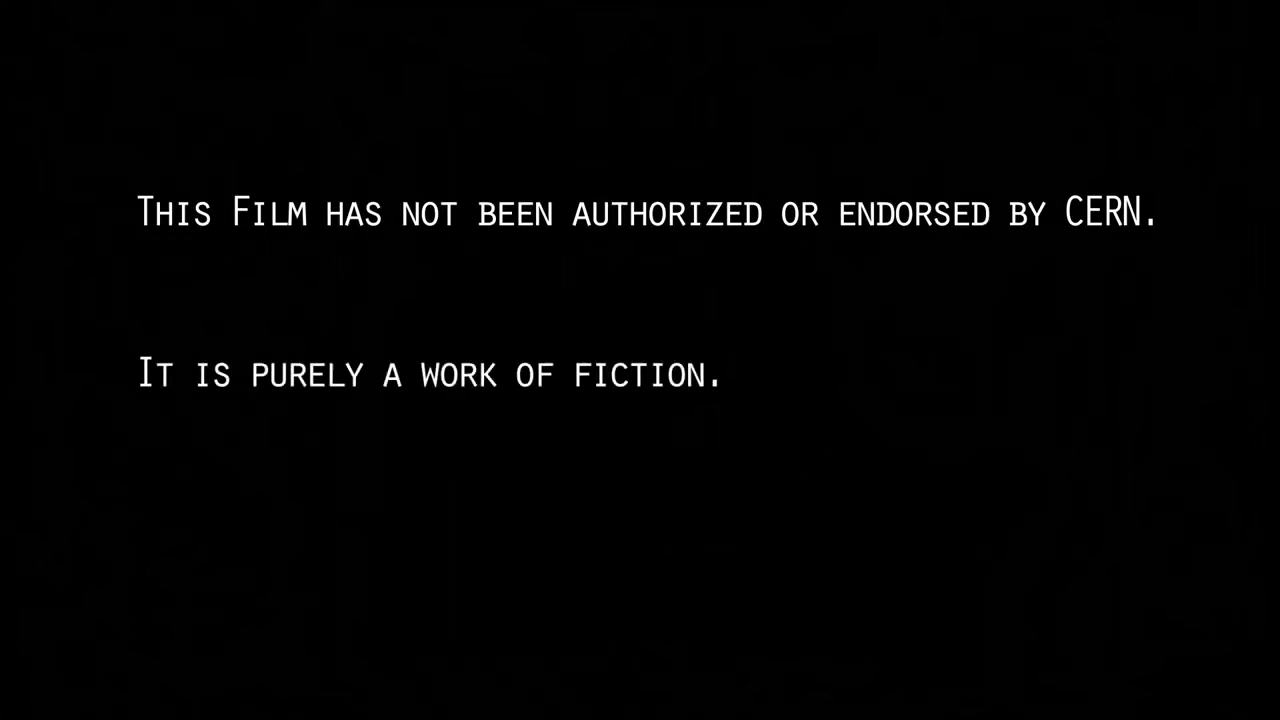 This Film has not been authorized or endorsed by CERN.
It is purely a work of fiction.